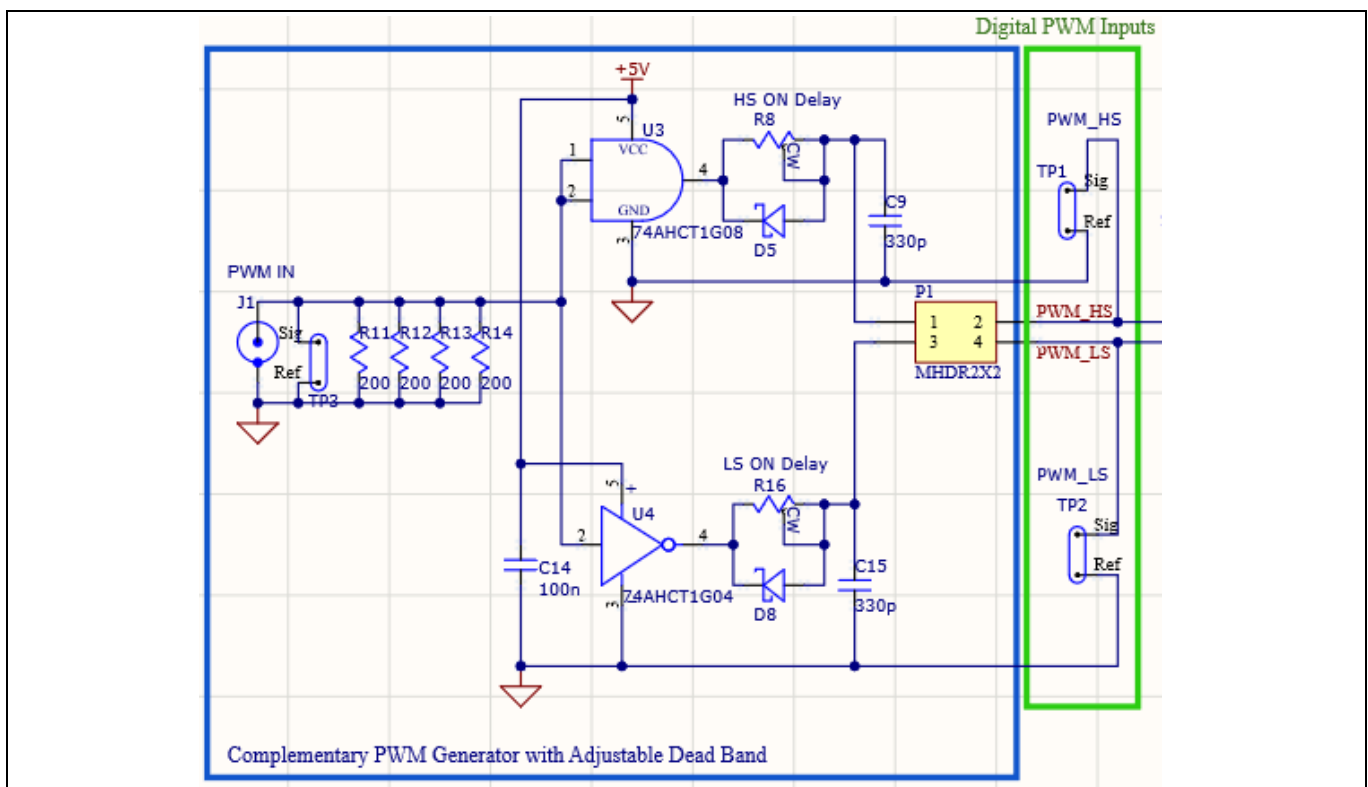 Digital PWM Inputs
+5V
HS ON Delay
R8
CW
5
U3
VCC
1
2
4
GND
3
74AHCT1G08
D5
C9
330p
PWM_HS
TP1
Sig
Ref
PWM IN
J1
Sig
Ref
TP3
R11
R12
R13
R14
200
200
200
200
P1
1 2
3 4
MHDR2X2
PWM_HS
PWM_LS
LS ON Delay
R16
CW
5
+
U4
2
4
3
74AHCT1G04
D8
C14
100n
C15
330p
PWM_LS
TP2
Sig
Ref
Complementary PWM Generator with Adjustable Dead Band